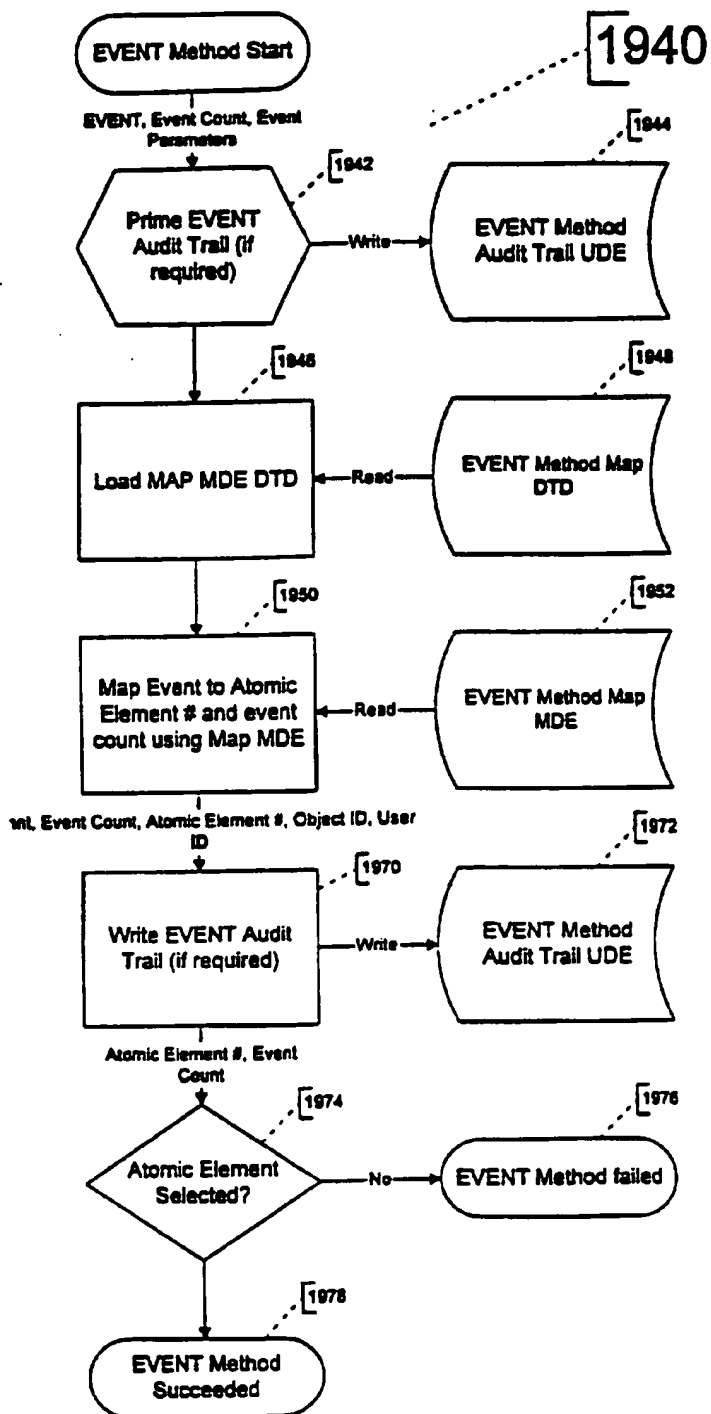 EVENT Method Start
1940
EVENT, Event Count, Event
Parameters
1942
1944
Prime EVENT
Audit Trail (if
required)
Write
EVENT Method
Audit Trail UDE
1946
1948
Load MAP MDE DTD
Read
EVENT Method Map
DTD
1950
1952
Map Event to Atomic
Element # and event
count using Map MDE
Read
EVENT Method Map
MDE
Event Count, Atomic Element #, Object ID, User
ID
1970
1972
Write EVENT Audit
Trail (if required)
Write
EVENT Method
Audit Trail UDE
Atomic Element #, Event
Count
1974
1976
Atomic Element
Selected?
No
EVENT Method failed
1978
EVENT Method
Succeeded